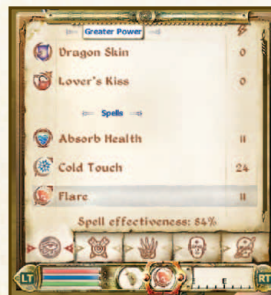 Greater Power
Dragon Skin 0
Lover's Kiss 0
Spells
Absorb Health 11
Cold Touch 24
Flare 11
Spell effectiveness: 84%
LT E RT